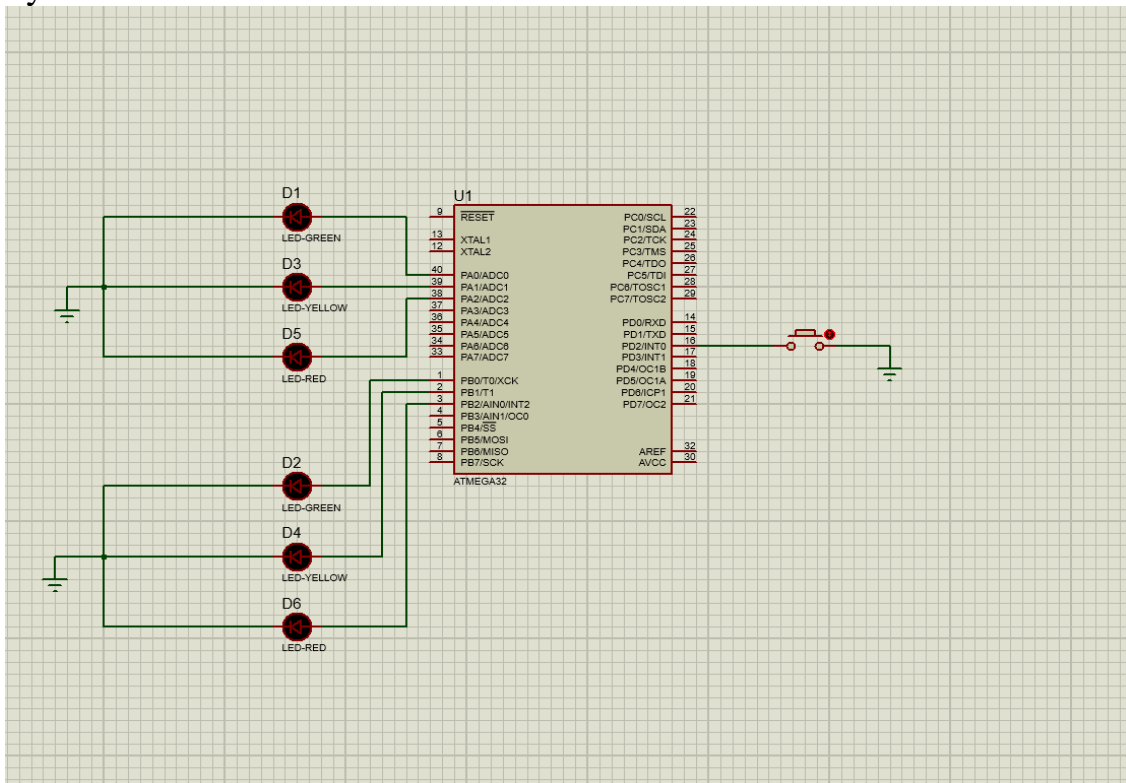 D1
LED-GREEN
D3
LED-YELLOW
D5
LED-RED
D2
LED-GREEN
D4
LED-YELLOW
D6
LED-RED
U1
9 RESET
13 XTAL1
12 XTAL2
40 PA0/ADC0
39 PA1/ADC1
38 PA2/ADC2
37 PA3/ADC3
36 PA4/ADC4
35 PA5/ADC5
34 PA6/ADC6
33 PA7/ADC7
1 PB0/T0/XCK
2 PB1/T1
3 PB2/AIN0/INT2
4 PB3/AIN1/OC0
5 PB4/SS
6 PB5/MOSI
7 PB6/MISO
8 PB7/SCK
PC0/SCL 22
PC1/SDA 23
PC2/TCK 24
PC3/TMS 25
PC4/TDO 26
PC5/TDI 27
PC6/TOSC1 28
PC7/TOSC2 29
PD0/RXD 14
PD1/TXD 15
PD2/INT0 16
PD3/INT1 17
PD4/OC1B 18
PD5/OC1A 19
PD6/ICP1 20
PD7/OC2 21
AREF 32
AVCC 30
ATMEGA32